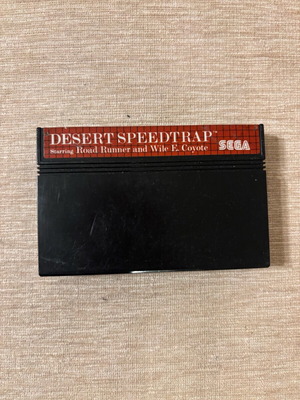 DESERT SPEEDTRAP™
Starring Road Runner and Wile E. Coyote
SEGA